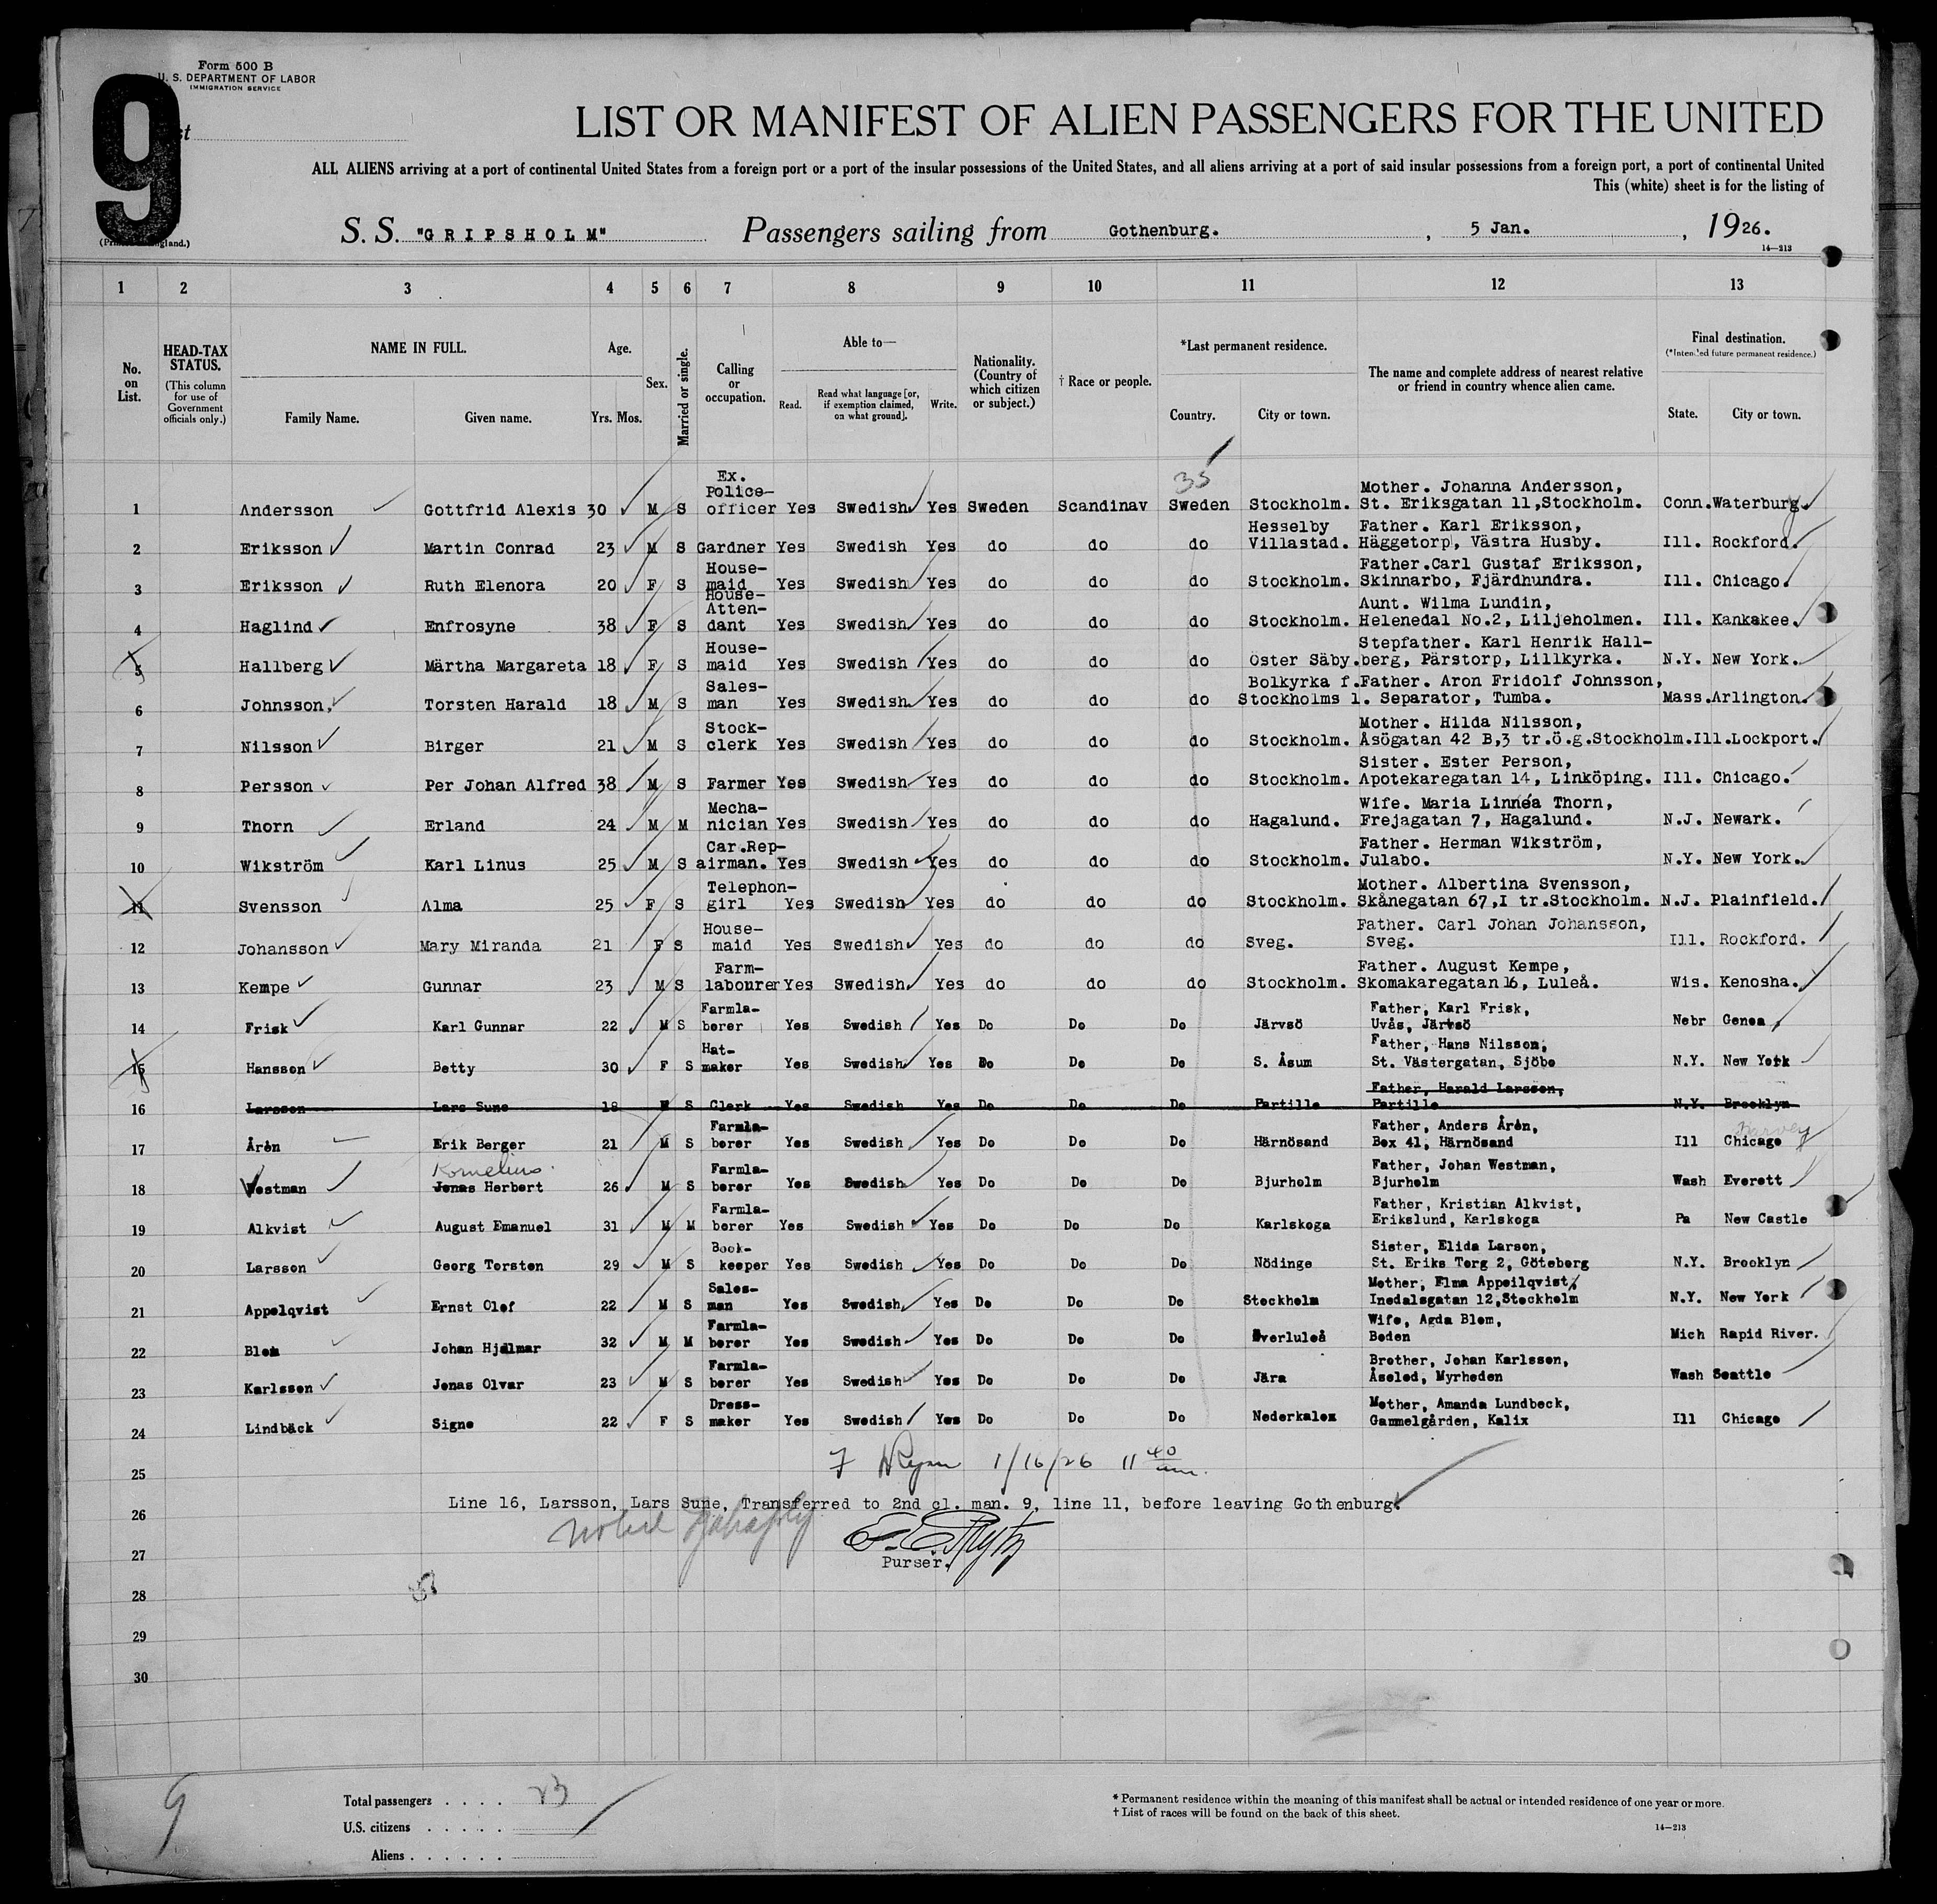 Form 500 B
U. S. DEPARTMENT OF LABOR
IMMIGRATION SERVICE
9
LIST OR MANIFEST OF ALIEN PASSENGERS FOR THE UNITED
ALL ALIENS arriving at a port of continental United States from a foreign port or a port of the insular possessions of the United States, and all aliens arriving at a port of said insular possessions from a foreign port, a port of continental United
This (white) sheet is for the listing of
S. S. "GRIPSHOLM" Passengers sailing from Gothenburg. , 5 Jan. , 1926.
14—213
1 2 3 4 5 6 7 8 9 10 11 12 13
No. on List.
HEAD-TAX STATUS.
(This column for use of Government officials only.)
NAME IN FULL.
Family Name. Given name.
Age.
Yrs. Mos.
Sex.
Married or single.
Calling or occupation.
Able to—
Read. Read what language [or, if exemption claimed, on what ground]. Write.
Nationality. (Country of which citizen or subject.)
† Race or people.
*Last permanent residence.
Country. City or town.
The name and complete address of nearest relative or friend in country whence alien came.
Final destination.
(*Intended future permanent residence.)
State. City or town.
35
1 Andersson Gottfrid Alexis 30 M S Ex. Police-officer Yes Swedish Yes Sweden Scandinav Sweden Stockholm. Mother. Johanna Andersson, St. Eriksgatan 11,Stockholm. Conn. Waterbury
2 Eriksson Martin Conrad 23 M S Gardner Yes Swedish Yes do do do Hesselby Villastad. Father. Karl Eriksson, Häggetorp, Västra Husby. Ill. Rockford.
3 Eriksson Ruth Elenora 20 F S House-maid Yes Swedish Yes do do do Stockholm. Father.Carl Gustaf Eriksson, Skinnarbo, Fjärdhundra. Ill. Chicago.
4 Haglind Enfrosyne 38 F S House-Atten-dant Yes Swedish Yes do do do Stockholm. Aunt. Wilma Lundin, Helenedal No.2, Liljeholmen. Ill. Kankakee.
5 Hallberg Märtha Margareta 18 F S House-maid Yes Swedish Yes do do do Öster Säby. Stepfather. Karl Henrik Hall-berg, Pärstorp, Lillkyrka. N.Y. New York.
6 Johnsson, Torsten Harald 18 M S Sales-man Yes Swedish Yes do do do Bolkyrka f. Stockholms l. Father. Aron Fridolf Johnsson, Separator, Tumba. Mass. Arlington.
7 Nilsson Birger 21 M S Stock-clerk Yes Swedish Yes do do do Stockholm. Mother. Hilda Nilsson, Åsögatan 42 B,3 tr.ö.g.Stockholm. Ill. Lockport.
8 Persson Per Johan Alfred 38 M S Farmer Yes Swedish Yes do do do Stockholm. Sister. Ester Person, Apotekaregatan 14, Linköping. Ill. Chicago.
9 Thorn Erland 24 M M Mecha-nician Yes Swedish Yes do do do Hagalund. Wife. Maria Linnéa Thorn, Frejagatan 7, Hagalund. N.J. Newark.
10 Wikström Karl Linus 25 M S Car.Rep-airman. Yes Swedish Yes do do do Stockholm. Father. Herman Wikström, Julabo. N.Y. New York.
11 Svensson Alma 25 F S Telephon-girl Yes Swedish Yes do do do Stockholm. Mother. Albertina Svensson, Skånegatan 67,I tr.Stockholm. N.J. Plainfield.
12 Johansson Mary Miranda 21 F S House-maid Yes Swedish Yes do do do Sveg. Father. Carl Johan Johansson, Sveg. Ill. Rockford.
13 Kempe Gunnar 23 M S Farm-labourer Yes Swedish Yes do do do Stockholm. Father. August Kempe, Skomakaregatan 16, Luleå. Wis. Kenosha.
14 Frisk Karl Gunnar 22 M S Farmla-borer Yes Swedish Yes Do Do Do Järvsö Father, Karl Frisk, Uvås, Järvsö Nebr Genoa
15 Hansson Betty 30 F S Hat-maker Yes Swedish Yes Do Do Do S. Åsum Father, Hans Nilsson, St. Västergatan, Sjöbo N.Y. New York
16 Larsson Lars Sune 18 M S Clerk Yes Swedish Yes Do Do Do Partille Father, Harald Larsson, Partille N.Y. Brooklyn
17 Årén Erik Berger 21 M S Farmla-borer Yes Swedish Yes Do Do Do Härnösand Father, Anders Årén, Box 41, Härnösand Ill Chicago Harvey
18 Westman Kornelius Jonas Herbert 26 M S Farmla-borer Yes Swedish Yes Do Do Do Bjurholm Father, Johan Westman, Bjurholm Wash Everett
19 Alkvist August Emanuel 31 M M Farmla-borer Yes Swedish Yes Do Do Do Karlskoga Father, Kristian Alkvist, Erikslund, Karlskoga Pa New Castle
20 Larsson Georg Torsten 29 M S Book-keeper Yes Swedish Yes Do Do Do Nödinge Sister, Elida Larson, St. Eriks Torg 2, Göteborg N.Y. Brooklyn
21 Appelqvist Ernst Olof 22 M S Sales-man Yes Swedish Yes Do Do Do Stockholm Mother, Elma Appeilqvist, Inedalsgatan 12,Stockholm N.Y. New York
22 Blom Johan Hjalmar 32 M M Farmla-borer Yes Swedish Yes Do Do Do Överluleå Wife, Agda Blom, Boden Mich Rapid River.
23 Karlsson Jonas Olvar 23 M S Farmla-borer Yes Swedish Yes Do Do Do Jära Brother, Johan Karlsson, Åseled, Myrheden Wash Seattle
24 Lindbäck Signe 22 F S Dress-maker Yes Swedish Yes Do Do Do Nederkalex Mother, Amanda Lundbeck, Gammelgården, Kalix Ill Chicago
25
1/16/26 11 40 am.
26 Line 16, Larsson, Lars Sune, Transferred to 2nd cl. man. 9, line 11, before leaving Gothenburg.
27 Purser.
28
29
30
9
Total passengers . . . . 23
U.S. citizens . . . . .
Aliens . . . . . .
* Permanent residence within the meaning of this manifest shall be actual or intended residence of one year or more.
† List of races will be found on the back of this sheet.
14—213